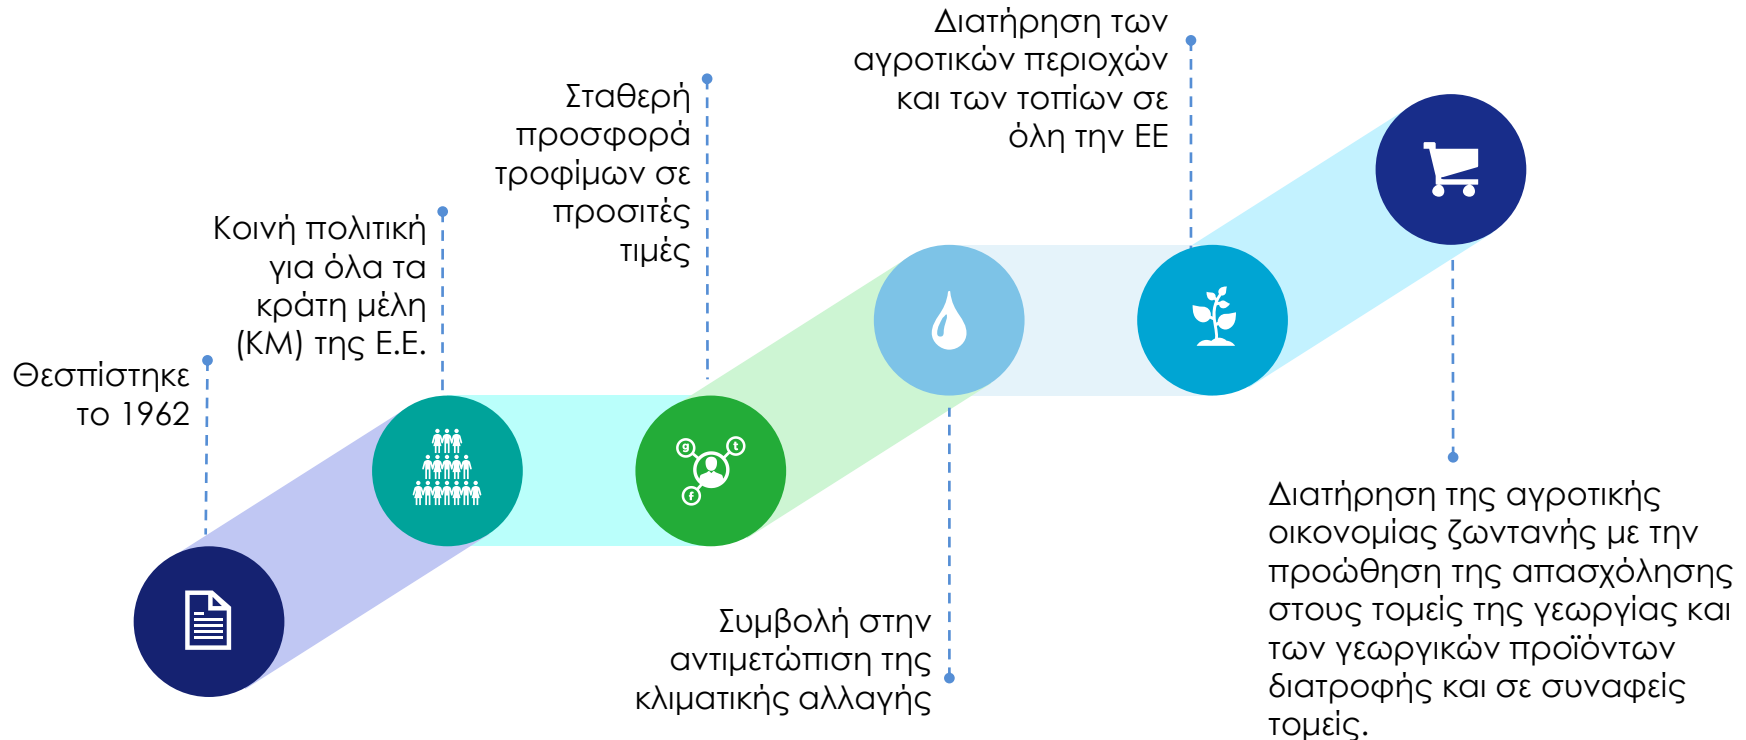 Θεσπίστηκε
το 1962
Κοινή πολιτική
για όλα τα
κράτη μέλη
(ΚΜ) της Ε.Ε.
Σταθερή
προσφορά
τροφίμων σε
προσιτές
τιμές
Συμβολή στην
αντιμετώπιση της
κλιματικής αλλαγής
Διατήρηση των
αγροτικών περιοχών
και των τοπίων σε
όλη την ΕΕ
Διατήρηση της αγροτικής
οικονομίας ζωντανής με την
προώθηση της απασχόλησης
στους τομείς της γεωργίας και
των γεωργικών προϊόντων
διατροφής και σε συναφείς
τομείς.
g
t
f